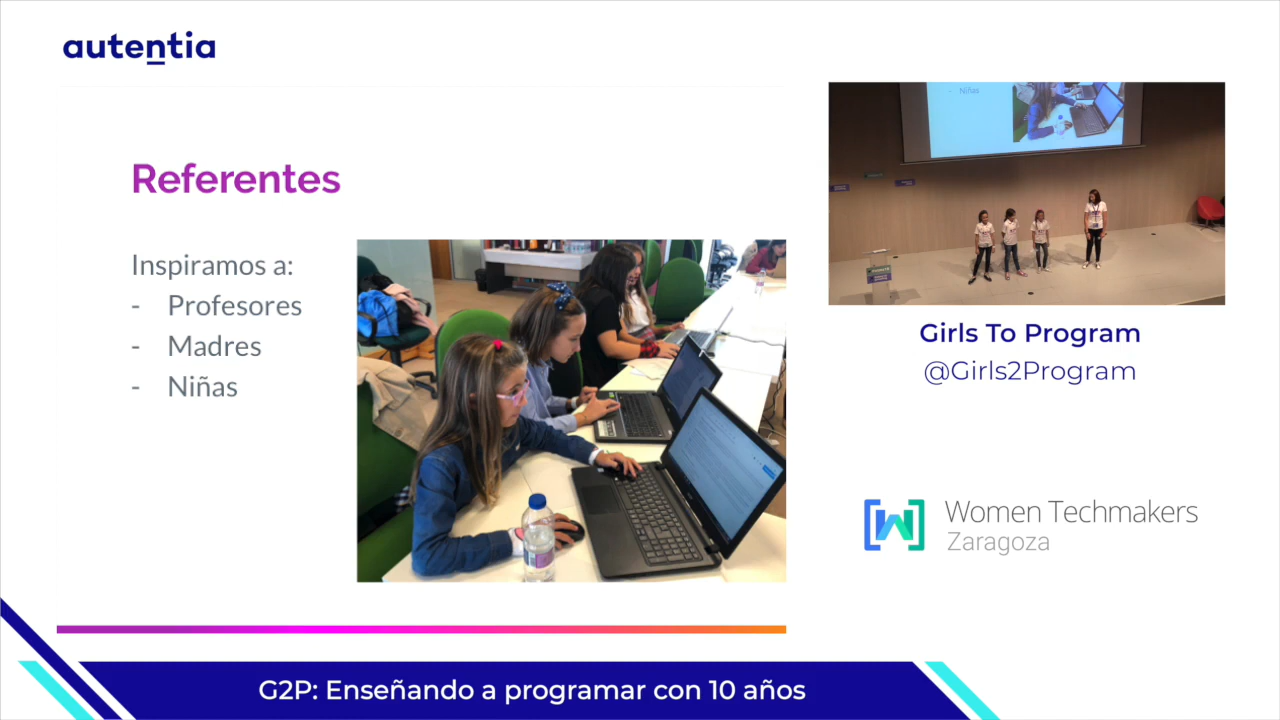 autentia
Referentes
Inspiramos a:
- Profesores
- Madres
- Niñas
- Niñas
Girls To Program
@Girls2Program
Women Techmakers
Zaragoza
G2P: Enseñando a programar con 10 años